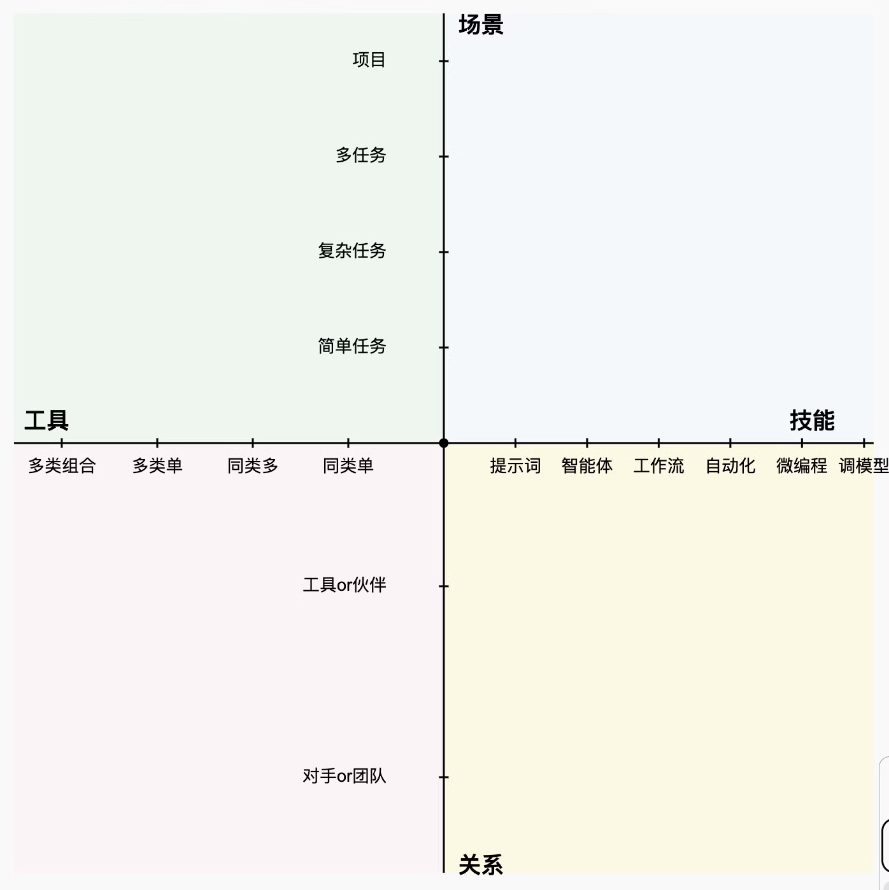 场景
项目
多任务
复杂任务
简单任务
工具
技能
多类组合
多类单
同类多
同类单
提示词
智能体
工作流
自动化
微编程
调模型
工具or伙伴
对手or团队
关系